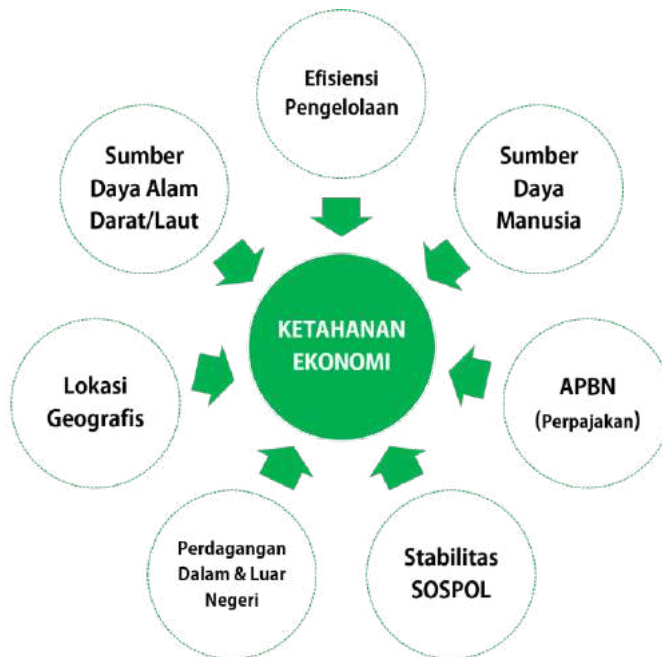 Efisiensi
Pengelolaan
Sumber
Daya Alam
Darat/Laut
Sumber
Daya
Manusia
KETAHANAN
EKONOMI
Lokasi
Geografis
APBN
(Perpajakan)
Perdagangan
Dalam & Luar
Negeri
Stabilitas
SOSPOL